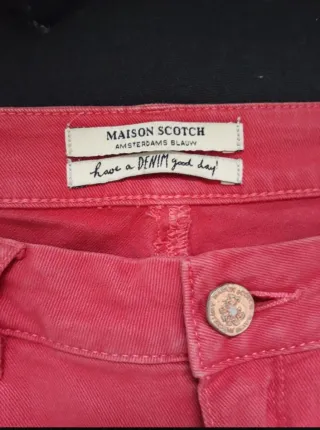 MAISON SCOTCH
AMSTERDAMS BLAUW
have a DENIM good day!